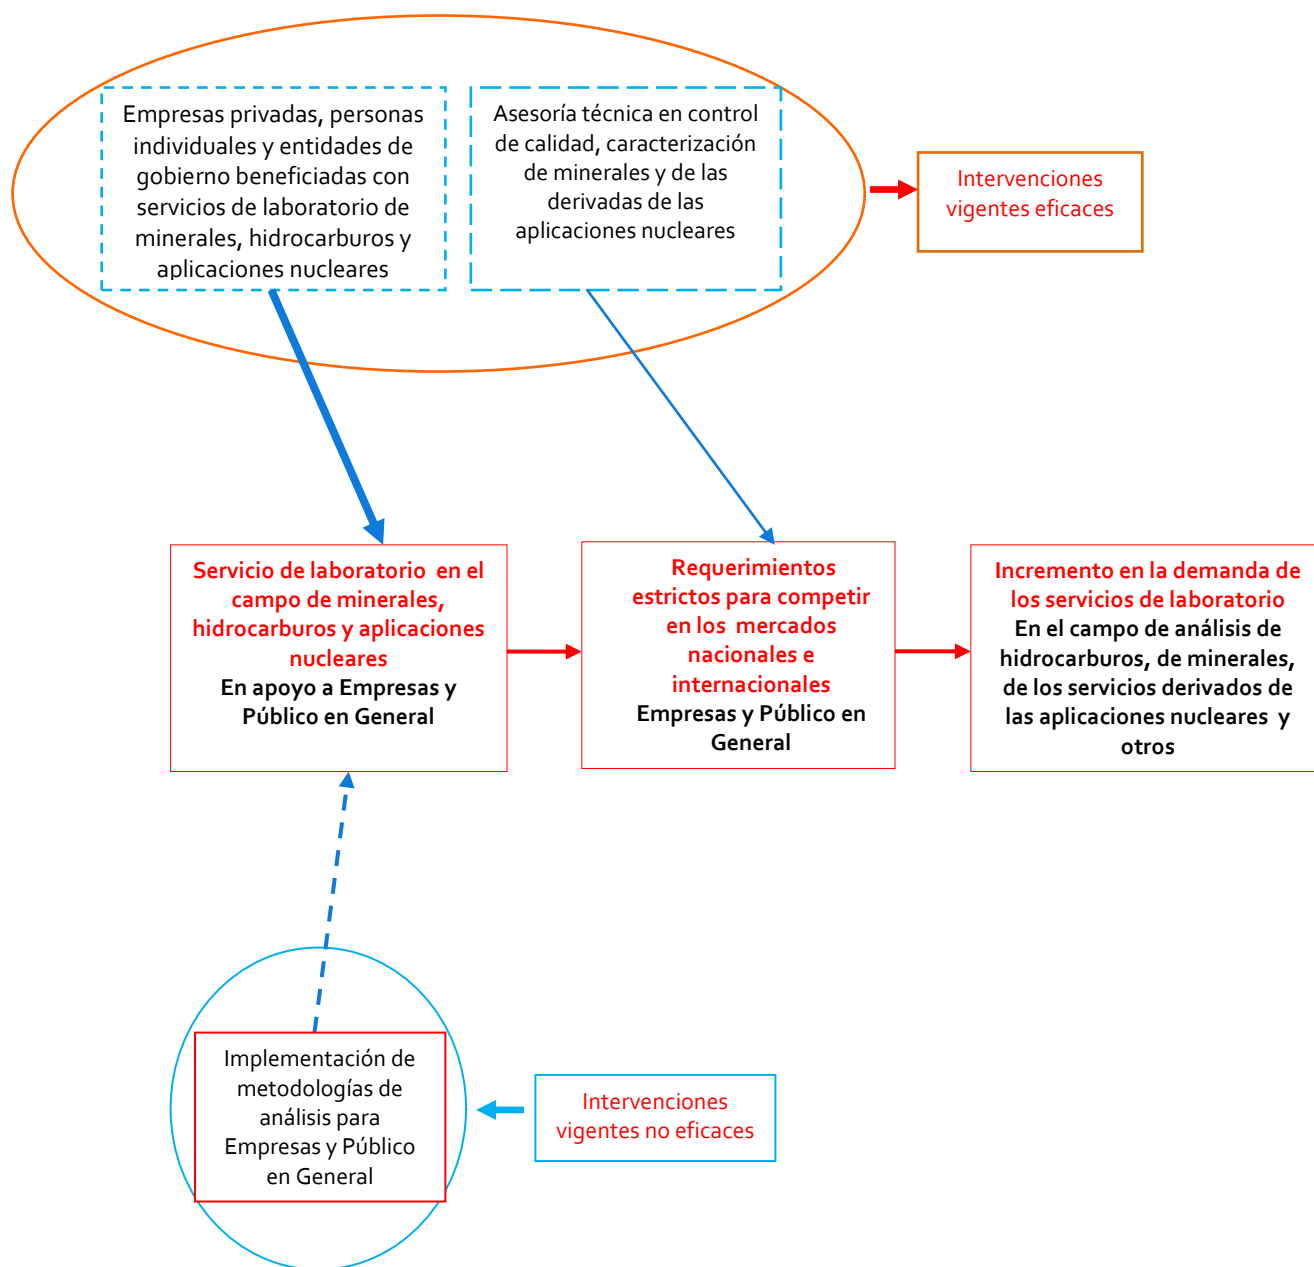 Empresas privadas, personas
individuales y entidades de
gobierno beneficiadas con
servicios de laboratorio de
minerales, hidrocarburos y
aplicaciones nucleares
Asesoría técnica en control
de calidad, caracterización
de minerales y de las
derivadas de las
aplicaciones nucleares
Intervenciones
vigentes eficaces
Servicio de laboratorio en el
campo de minerales,
hidrocarburos y aplicaciones
nucleares
En apoyo a Empresas y
Público en General
Requerimientos
estrictos para competir
en los mercados
nacionales e
internacionales
Empresas y Público en
General
Incremento en la demanda de
los servicios de laboratorio
En el campo de análisis de
hidrocarburos, de minerales,
de los servicios derivados de
las aplicaciones nucleares y
otros
Implementación de
metodologías de
análisis para
Empresas y Público
en General
Intervenciones
vigentes no eficaces